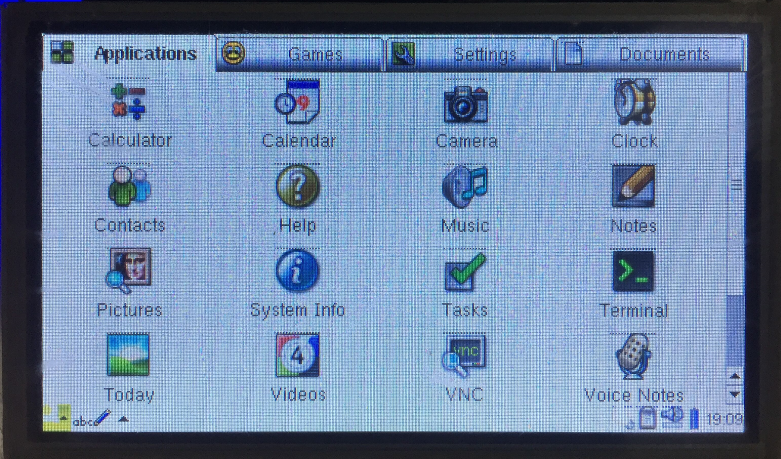 Applications Games Settings Documents
Calculator Calendar Camera Clock
Contacts Help Music Notes
Pictures System Info Tasks Terminal
Today Videos VNC Voice Notes
abc 19:09